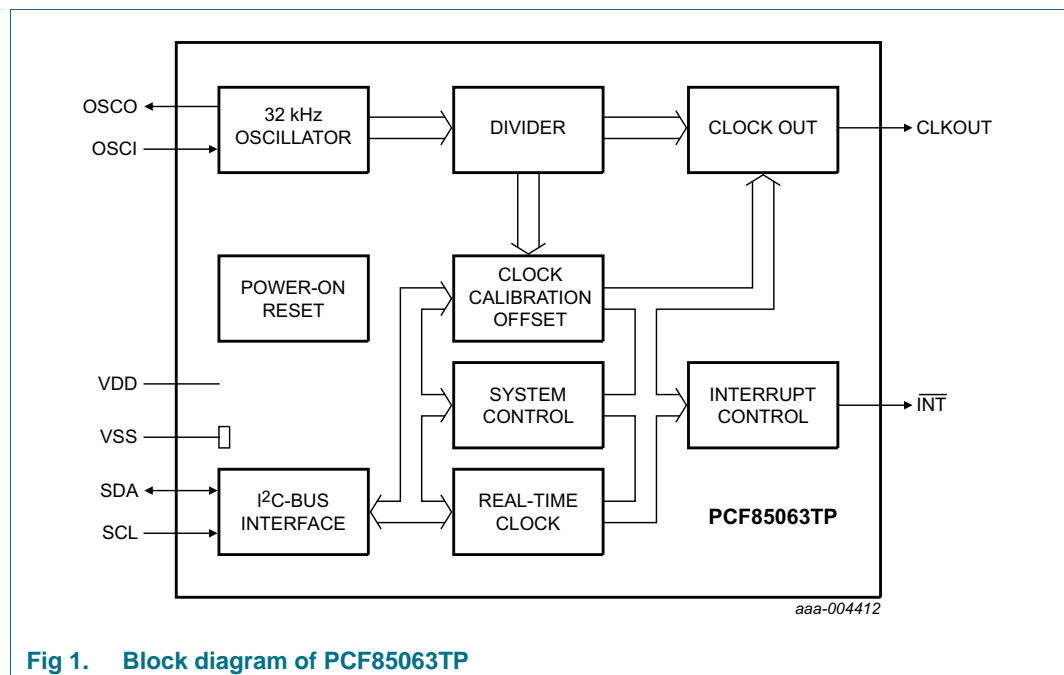 OSCO
OSCI
32 kHz
OSCILLATOR
DIVIDER
CLOCK OUT
CLKOUT
POWER-ON
RESET
CLOCK
CALIBRATION
OFFSET
VDD
VSS
SYSTEM
CONTROL
INTERRUPT
CONTROL
INT
SDA
SCL
I²C-BUS
INTERFACE
REAL-TIME
CLOCK
PCF85063TP
aaa-004412
Fig 1. Block diagram of PCF85063TP